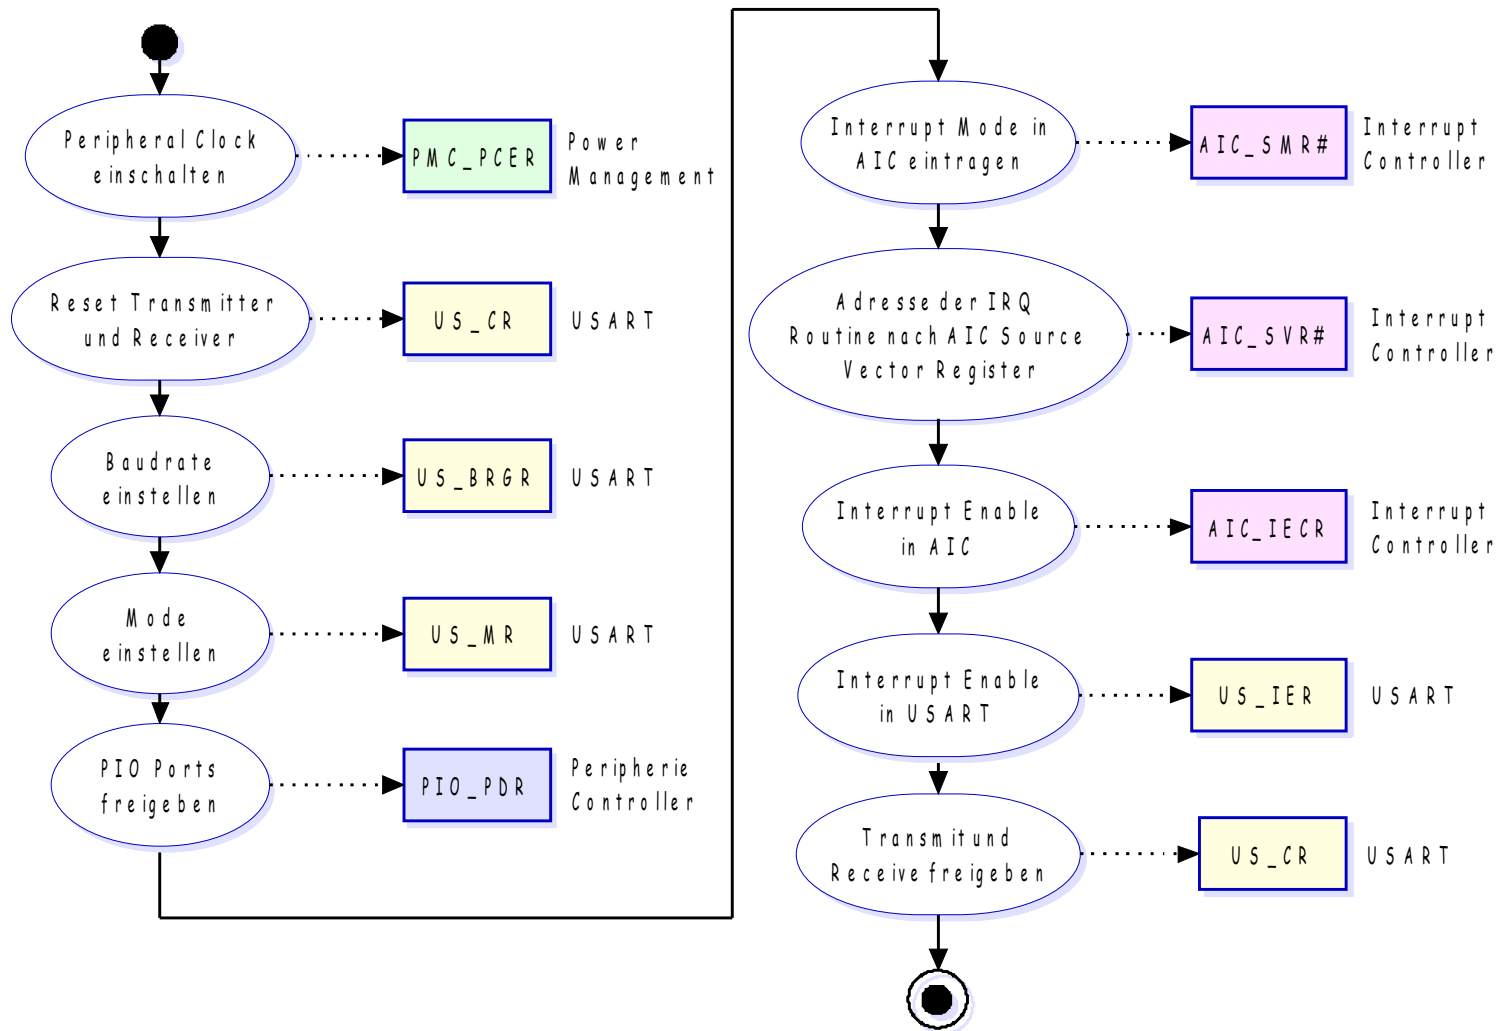 Peripheral Clock
einschalten
PMC_PCER
Power
Management
Reset Transmitter
und Receiver
US_CR
USART
Baudrate
einstellen
US_BRGR
USART
Mode
einstellen
US_MR
USART
PIO Ports
freigeben
PIO_PDR
Peripherie
Controller
Interrupt Mode in
AIC eintragen
AIC_SMR#
Interrupt
Controller
Adresse der IRQ
Routine nach AIC Source
Vector Register
AIC_SVR#
Interrupt
Controller
Interrupt Enable
in AIC
AIC_IECR
Interrupt
Controller
Interrupt Enable
in USART
US_IER
USART
Transmit und
Receive freigeben
US_CR
USART